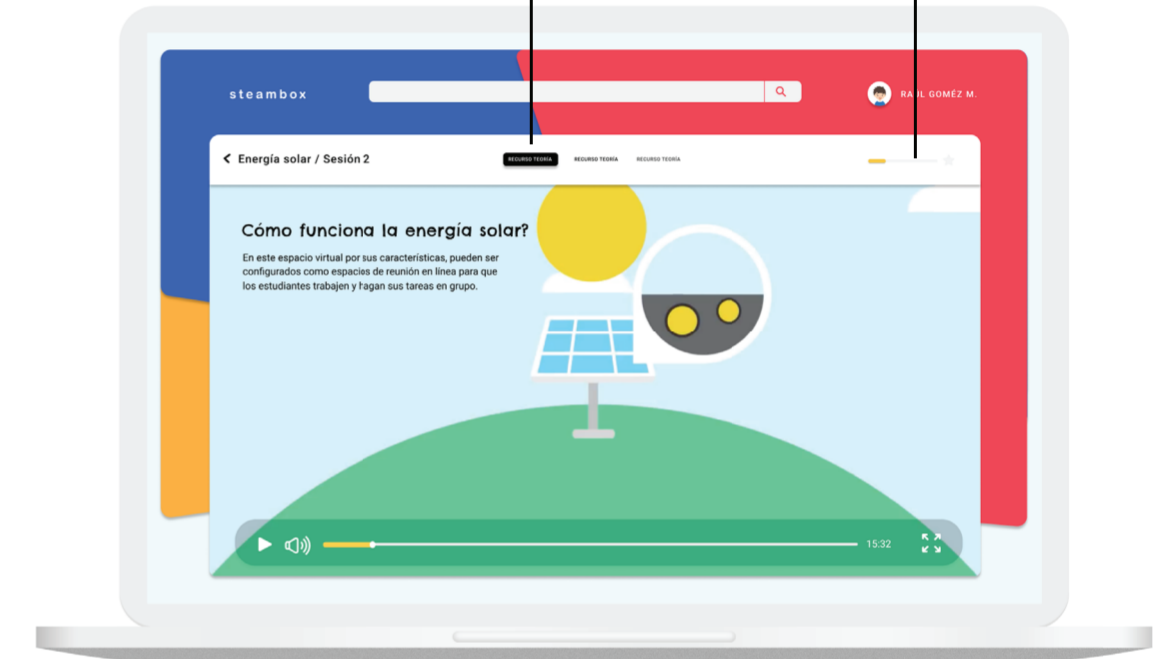 steambox
RAÚL GOMÉZ M.
Energía solar / Sesión 2
RECURSO TEORÍA
RECURSO TEORÍA
RECURSO TEORÍA
Cómo funciona la energía solar?
En este espacio virtual por sus características, pueden ser
configurados como espacios de reunión en línea para que
los estudiantes trabajen y hagan sus tareas en grupo.
15:32